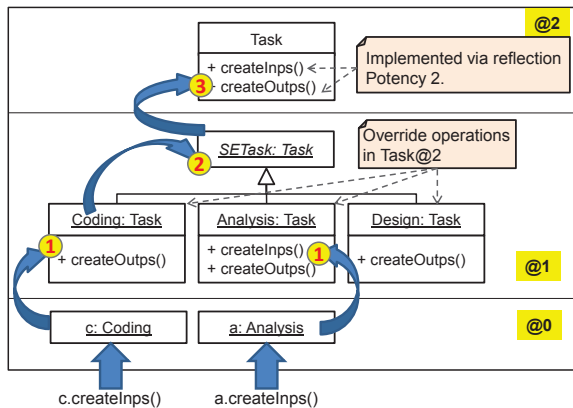 @2
Task
+ createInps()
+ createOutps()
3
Implemented via reflection
Potency 2.
SETask: Task
2
Override operations
in Task@2
Coding: Task
+ createOutps()
1
Analysis: Task
+ createInps()
+ createOutps()
1
Design: Task
+ createOutps()
@1
@0
c: Coding
a: Analysis
c.createInps()
a.createInps()